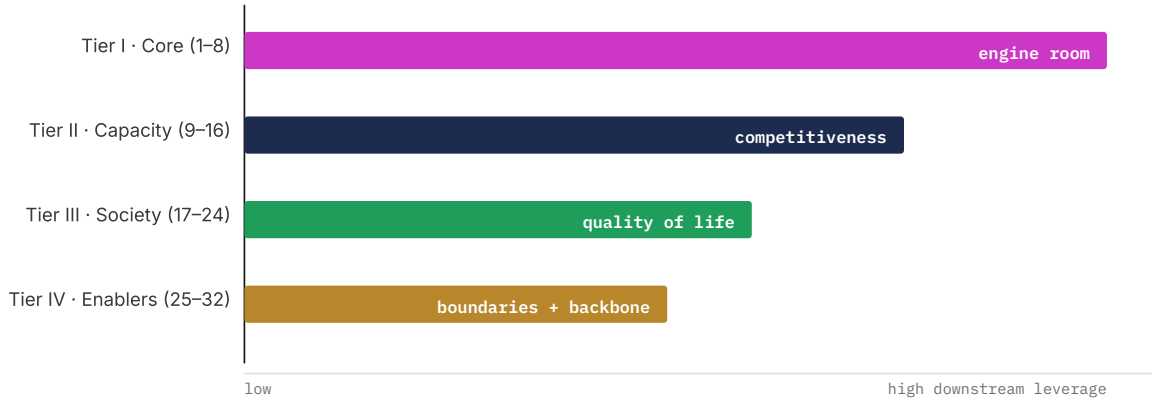 Tier I · Core (1–8)
engine room
Tier II · Capacity (9–16)
competitiveness
Tier III · Society (17–24)
quality of life
Tier IV · Enablers (25–32)
boundaries + backbone
low
high downstream leverage